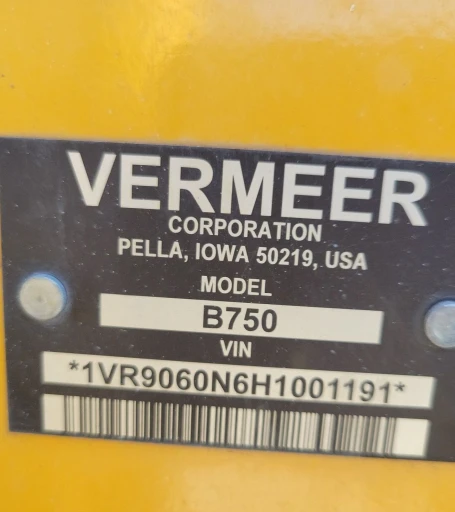 VERMEER
CORPORATION
PELLA, IOWA 50219, USA
MODEL
B750
VIN
*1VR9060N6H1001191*